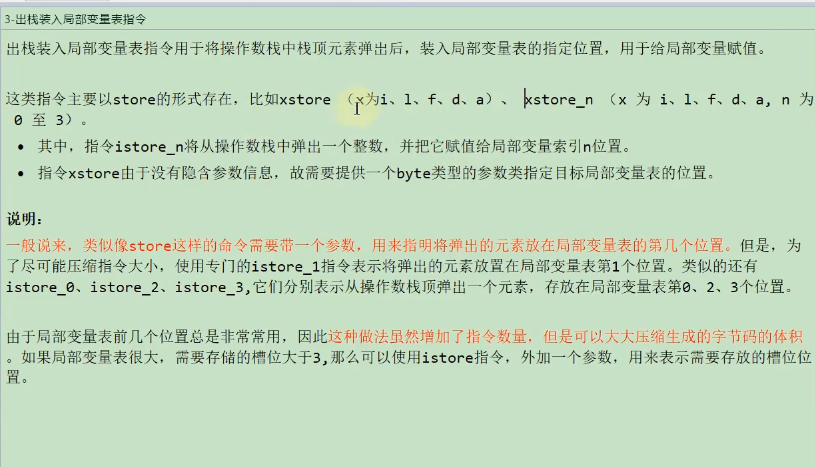 3-出栈装入局部变量表指令
出栈装入局部变量表指令用于将操作数栈中栈顶元素弹出后，装入局部变量表的指定位置，用于给局部变量赋值。
这类指令主要以store的形式存在，比如xstore （x为i、l、f、d、a）、 xstore_n （x 为 i、l、f、d、a, n 为
0 至 3）。
• 其中，指令istore_n将从操作数栈中弹出一个整数，并把它赋值给局部变量索引n位置。
• 指令xstore由于没有隐含参数信息，故需要提供一个byte类型的参数类指定目标局部变量表的位置。
说明：
一般说来，类似像store这样的命令需要带一个参数，用来指明将弹出的元素放在局部变量表的第几个位置。但是，为
了尽可能压缩指令大小，使用专门的istore_1指令表示将弹出的元素放置在局部变量表第1个位置。类似的还有
istore_0、istore_2、istore_3,它们分别表示从操作数栈顶弹出一个元素，存放在局部变量表第0、2、3个位置。
由于局部变量表前几个位置总是非常常用，因此这种做法虽然增加了指令数量，但是可以大大压缩生成的字节码的体积
。如果局部变量表很大，需要存储的槽位大于3,那么可以使用istore指令，外加一个参数，用来表示需要存放的槽位位
置。